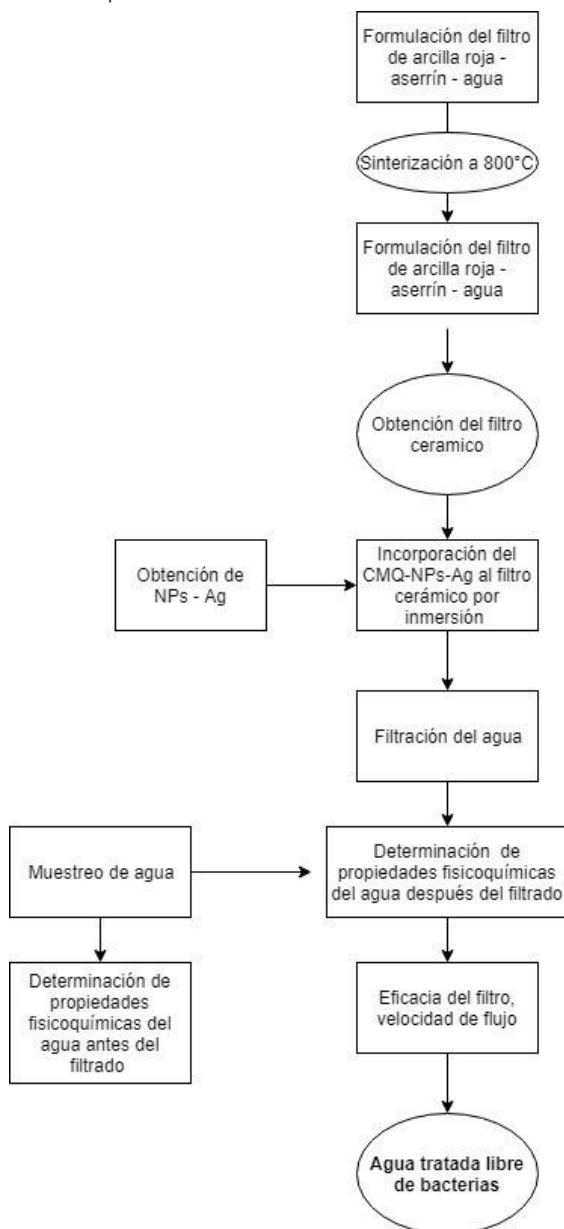 Formulación del filtro
de arcilla roja -
aserrín - agua
Sinterización a 800°C
Formulación del filtro
de arcilla roja -
aserrín - agua
Obtención del filtro
ceramico
Obtención de
NPs - Ag
Incorporación del
CMQ-NPs-Ag al filtro
cerámico por
inmersión
Filtración del agua
Muestreo de agua
Determinación de
propiedades fisicoquímicas
del agua después del filtrado
Determinación de
propiedades
fisicoquímicas del
agua antes del
filtrado
Eficacia del filtro,
velocidad de flujo
Agua tratada libre
de bacterias